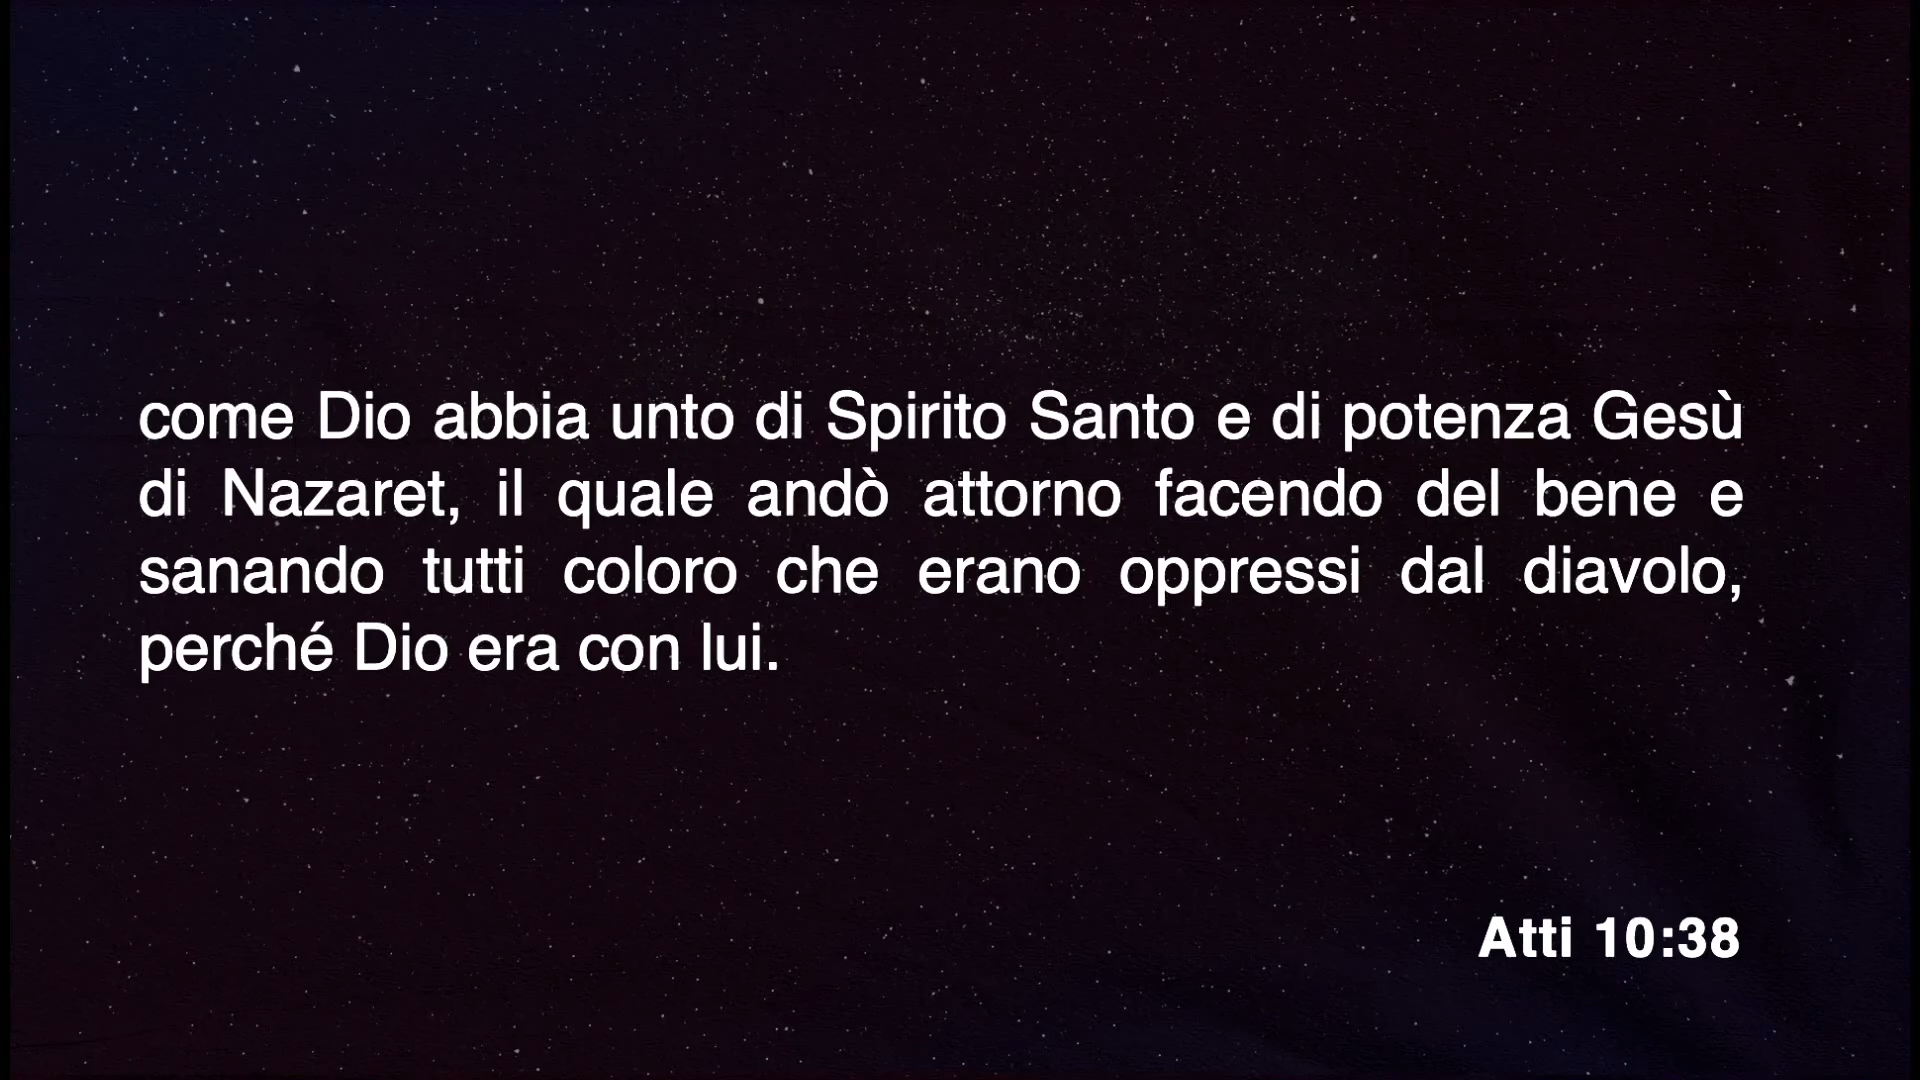 come Dio abbia unto di Spirito Santo e di potenza Gesù
di Nazaret, il quale andò attorno facendo del bene e
sanando tutti coloro che erano oppressi dal diavolo,
perché Dio era con lui.
Atti 10:38